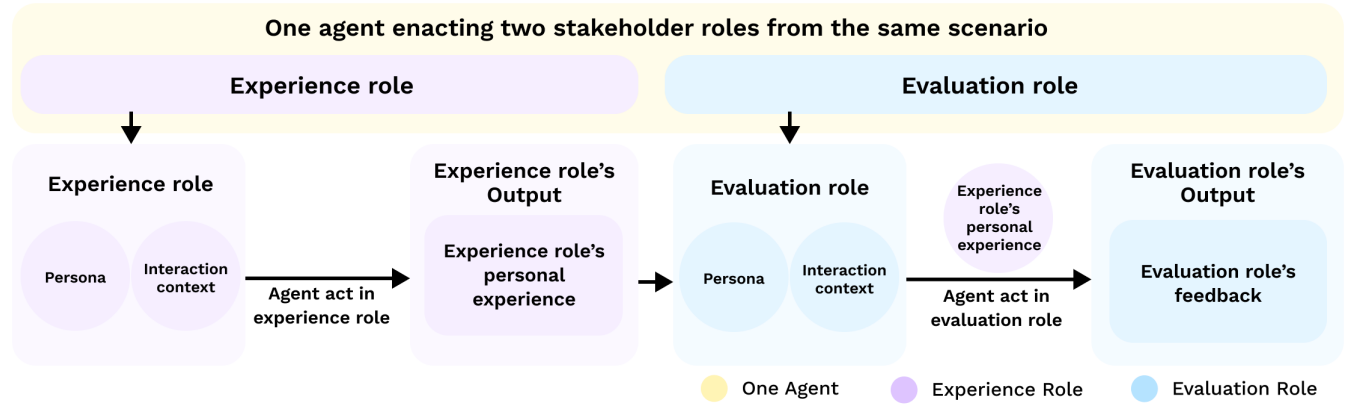 One agent enacting two stakeholder roles from the same scenario
Experience role
Evaluation role
Experience role
Persona
Interaction
context
Agent act in
experience role
Experience role’s
Output
Experience role’s
personal
experience
Evaluation role
Persona
Interaction
context
Experience
role’s
personal
experience
Agent act in
evaluation role
Evaluation role’s
Output
Evaluation role’s
feedback
One Agent
Experience Role
Evaluation Role